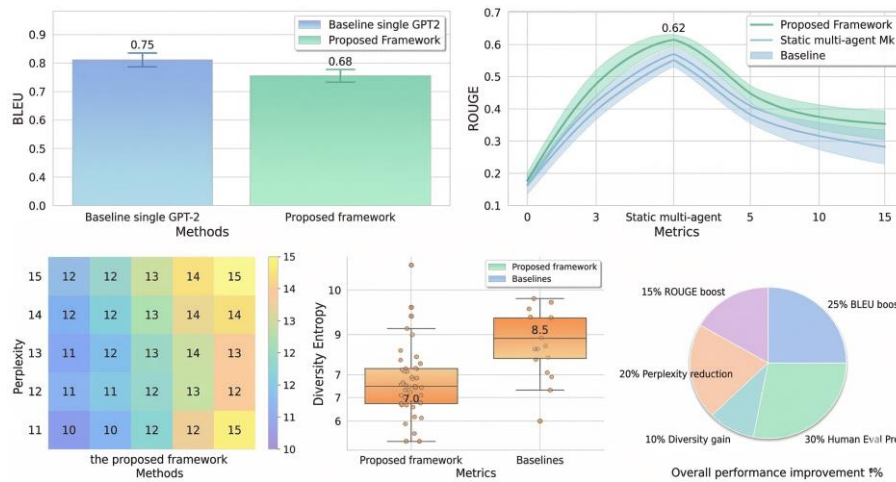 0.9
0.8
0.7
0.8
0.4
0.2
0.0
BLEU
0.75
0.68
Baseline single GPT2
Proposed Framework
Baseline single GPT-2
Proposed framework
Methods
0.7
0.6
0.5
0.4
0.3
0.2
0.1
ROUGE
0.62
Proposed Framework
Static multi-agent Mk
Baseline
0 3 Static multi-agent 5 10 15
Metrics
Perplexity
15 12 12 13 14 15
14 12 12 13 14 14
13 11 12 13 14 13
12 11 11 12 13 12
11 10 10 12 12 15
the proposed framework
Methods
15
14
13
12
13
12
11
10
10
Diversity Entropy
10
9
7
7
6
Proposed framework
Baselines
7.0
8.5
Proposed framework
Baselines
Metrics
15% ROUGE boost
25% BLEU boos
20% Perplexity reduction
10% Diversity gain
30% Human Eval Pre
Overall performance improvement